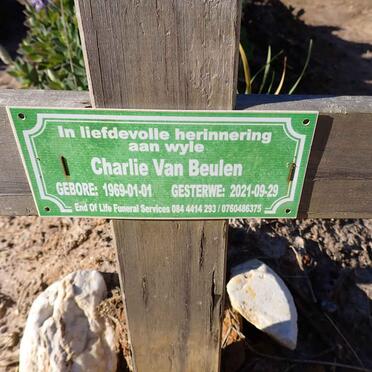 In liefdevolle herinnering
aan wyle
Charlie Van Beulen
GEBORE: 1969-01-01 GESTERWE: 2021-09-29
End Of Life Funeral Services 084 4414 293 / 0760486375